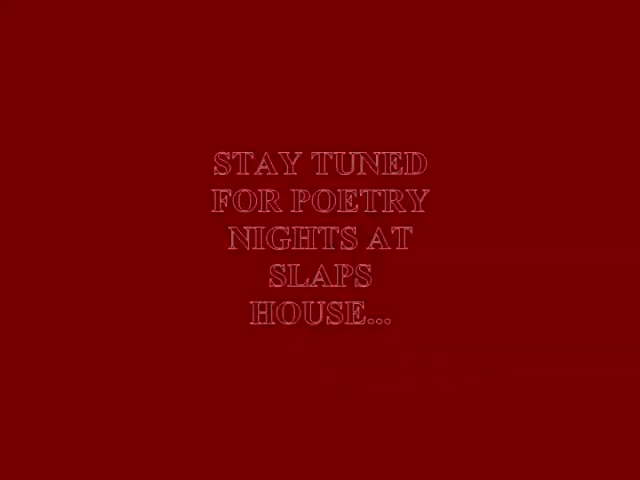 STAY TUNED
FOR POETRY
NIGHTS AT
SLAPS
HOUSE...